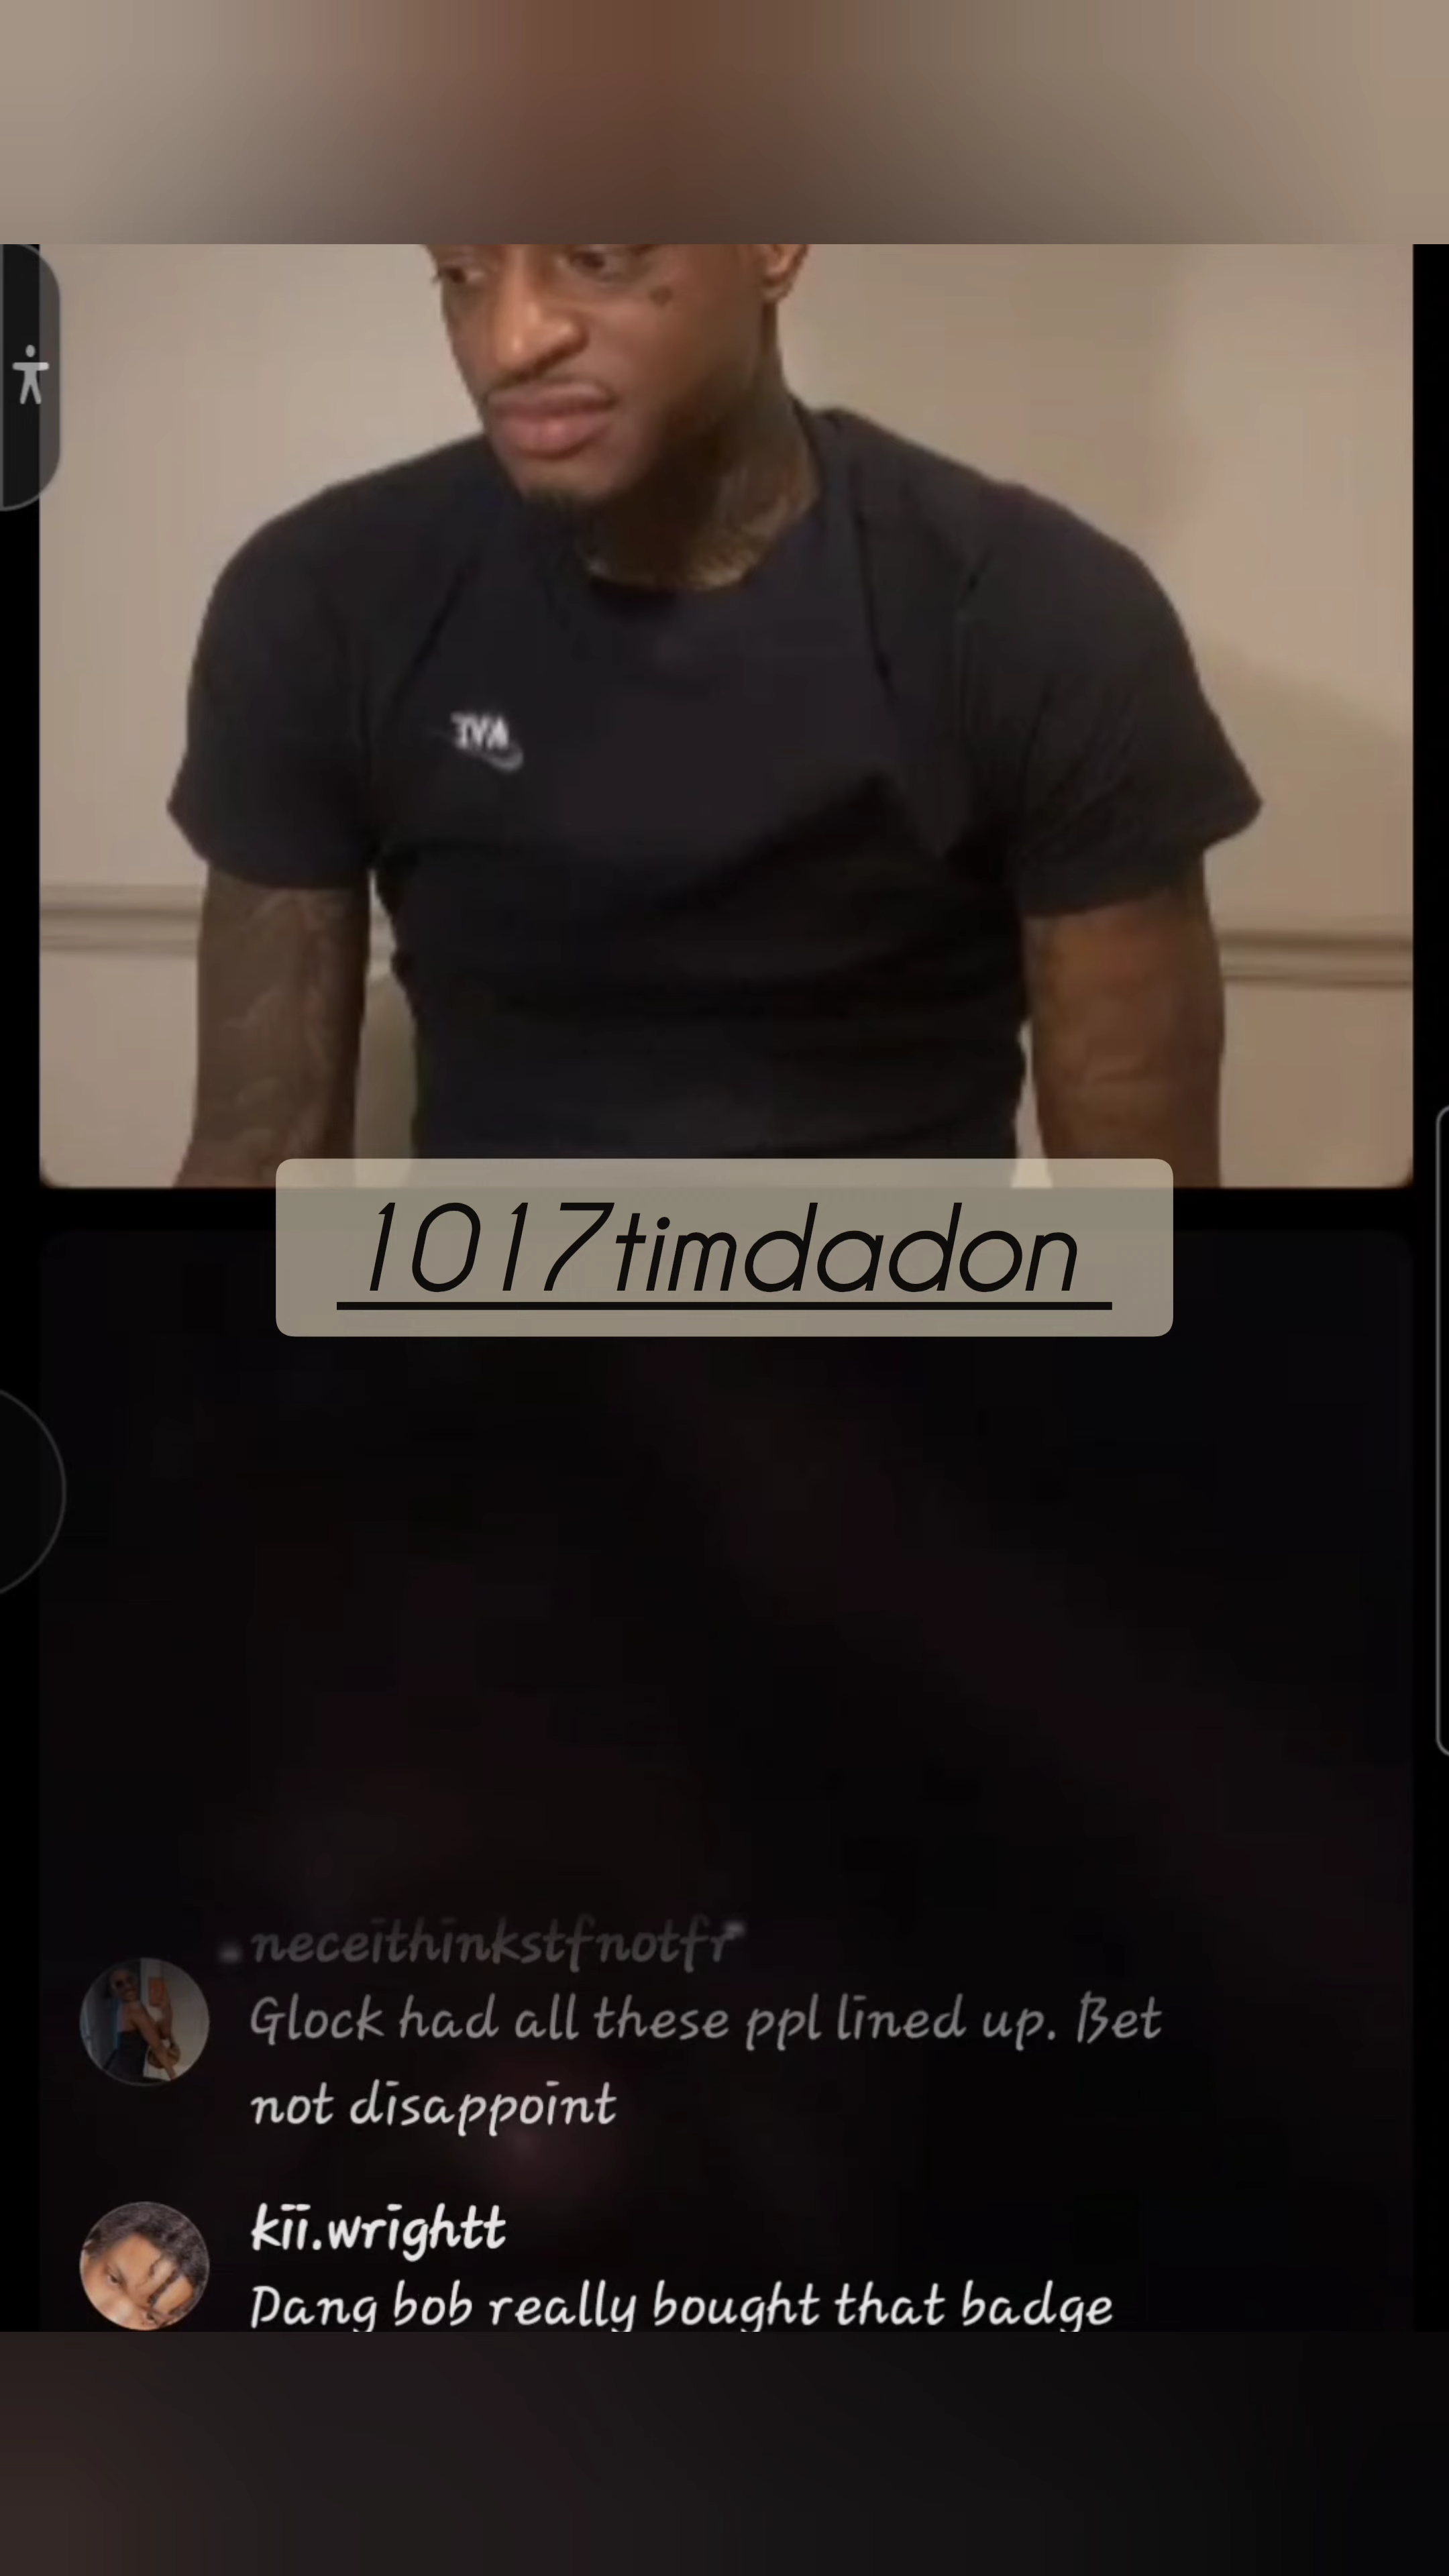 1017timdadon
neceithinkstfnotfr
Glock had all these ppl lined up. Bet
not disappoint
kii.wrightt
Dang bob really bought that badge